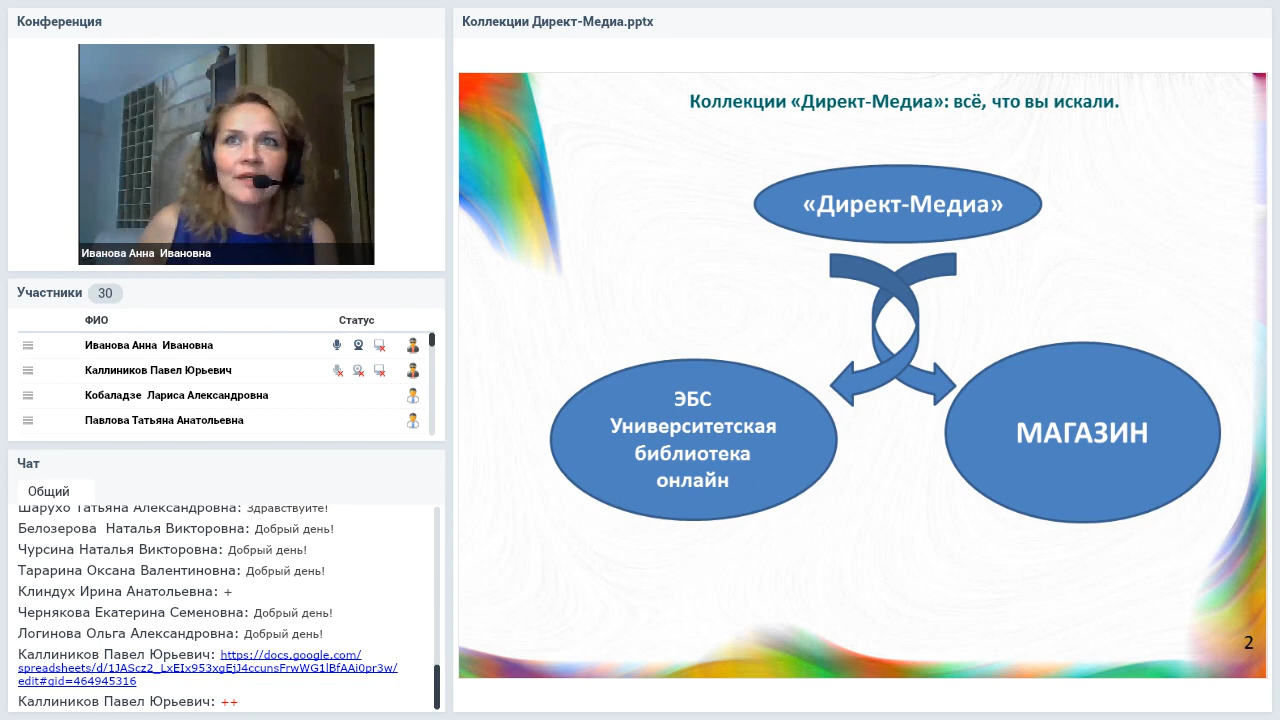 Конференция
Иванова Анна Ивановна
Участники 30
ФИО Статус
Иванова Анна Ивановна
Каллиников Павел Юрьевич
Кобаладзе Лариса Александровна
Павлова Татьяна Анатольевна
Чат
Общий
Шарухо Татьяна Александровна: Здравствуйте!
Белозерова Наталья Викторовна: Добрый день!
Чурсина Наталья Викторовна: Добрый день!
Тарарина Оксана Валентиновна: Добрый день!
Клиндух Ирина Анатольевна: +
Чернякова Екатерина Семеновна: Добрый день!
Логинова Ольга Александровна: Добрый день!
Каллиников Павел Юрьевич: https://docs.google.com/
spreadsheets/d/1JAScz2_LxEIx953xgEjJ4ccunsFrwWG1lBfAAi0pr3w/
edit#gid=464945316
Каллиников Павел Юрьевич: ++
Коллекции Директ-Медиа.pptx
Коллекции «Директ-Медиа»: всё, что вы искали.
«Директ-Медиа»
ЭБС
Университетская
библиотека
онлайн
МАГАЗИН
2